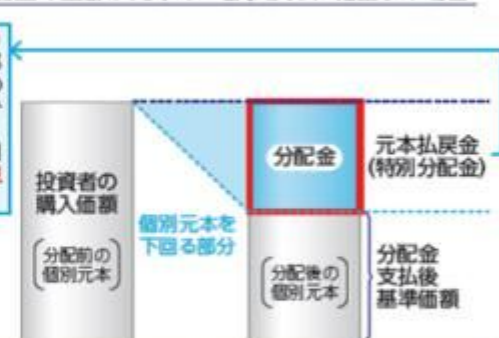 投資者の
購入価額
(分配前の
個別元本)
個別元本を
下回る部分
分配金
(分配後の
個別元本)
元本払戻金
(特別分配金)
分配金
支払後
基準価額